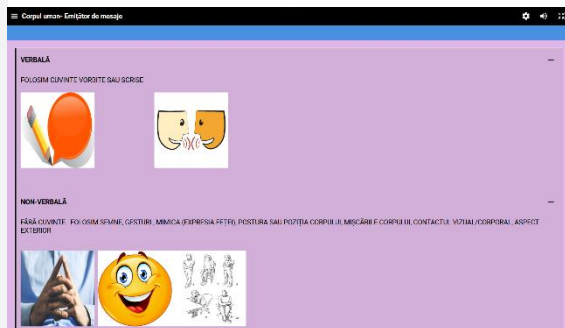 Corpul uman- Emițător de mesaje
VERBALĂ
FOLOSIM CUVINTE VORBITE SAU SCRISE
NON-VERBALĂ
FĂRĂ CUVINTE. FOLOSIM SEMNE, GESTURI, MIMICA (EXPRESIA FEȚEI), POSTURA SAU POZIȚIA CORPULUI, MIȘCĂRILE CORPULUI, CONTACTUL VIZUAL/CORPORAL, ASPECT
EXTERIOR